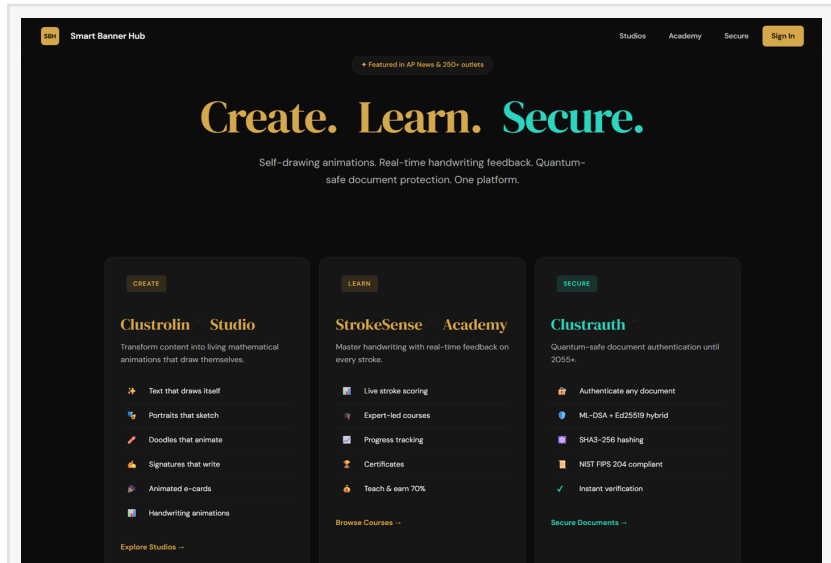 SBH Smart Banner Hub Studios Academy Secure Sign In
✦ Featured in AP News & 250+ outlets
Create. Learn. Secure.
Self-drawing animations. Real-time handwriting feedback. Quantum-
safe document protection. One platform.
CREATE
Clustrolin Studio
Transform content into living mathematical
animations that draw themselves.
Text that draws itself
Portraits that sketch
Doodles that animate
Signatures that write
Animated e-cards
Handwriting animations
Explore Studios →
LEARN
StrokeSense Academy
Master handwriting with real-time feedback on
every stroke.
Live stroke scoring
Expert-led courses
Progress tracking
Certificates
Teach & earn 70%
Browse Courses →
SECURE
Clustrauth
Quantum-safe document authentication until
2055+.
Authenticate any document
ML-DSA + Ed25519 hybrid
SHA3-256 hashing
NIST FIPS 204 compliant
✓ Instant verification
Secure Documents →